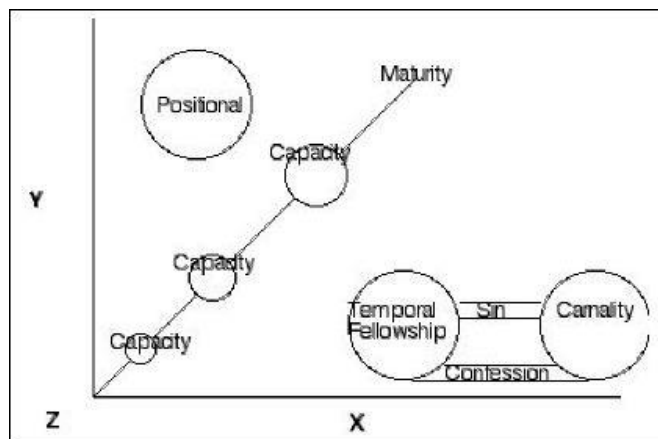 Maturity
Positional
Capacity
Y
Capacity
Temporal
Fellowship
Sin
Carnality
Capacity
Confession
Z
X